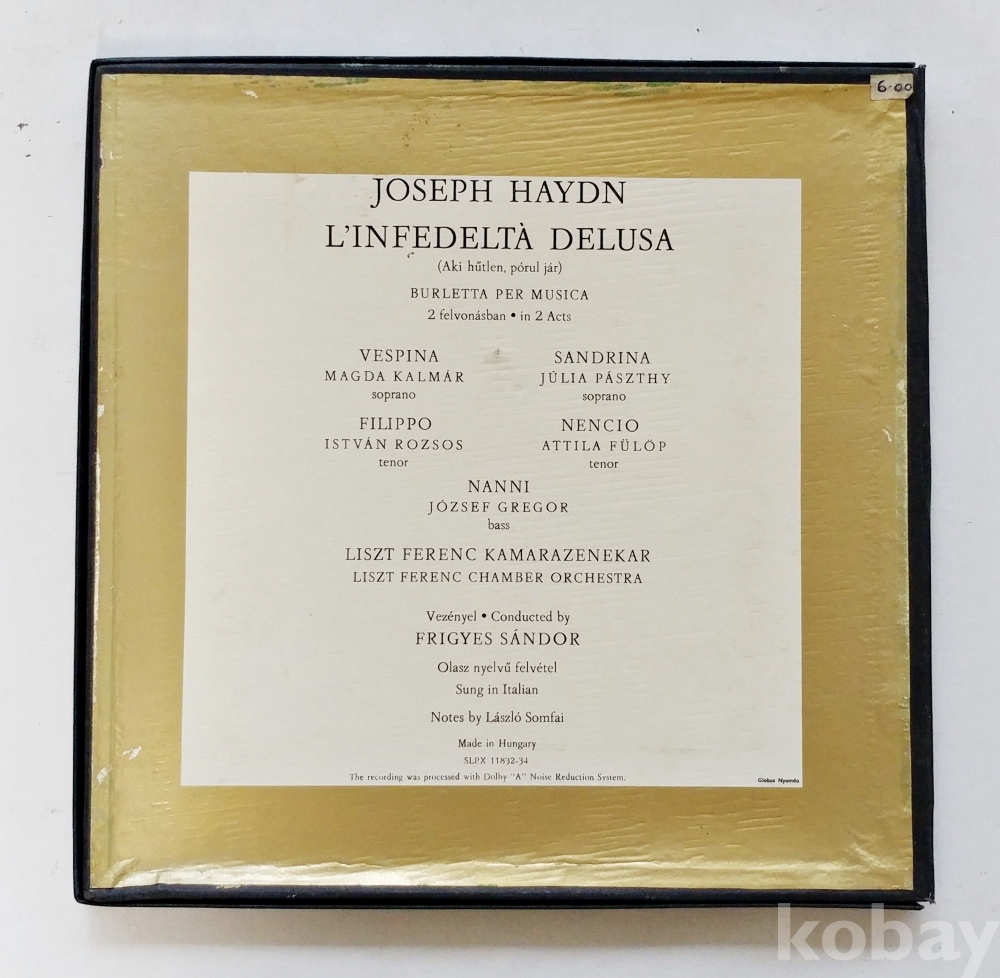 6-00
JOSEPH HAYDN
L'INFEDELTÀ DELUSA
(Aki hűtlen, pórul jár)
BURLETTA PER MUSICA
2 felvonásban • in 2 Acts
VESPINA
MAGDA KALMÁR
soprano
SANDRINA
JÚLIA PÁSZTHY
soprano
FILIPPO
ISTVÁN ROZSOS
tenor
NENCIO
ATTILA FÜLÖP
tenor
NANNI
JÓZSEF GREGOR
bass
LISZT FERENC KAMARAZENEKAR
LISZT FERENC CHAMBER ORCHESTRA
Vezényel • Conducted by
FRIGYES SÁNDOR
Olasz nyelvű felvétel
Sung in Italian
Notes by László Somfai
Made in Hungary
SLPX 11832-34
The recording was processed with Dolby "A" Noise Reduction System.
Globus Nyomda
kobay